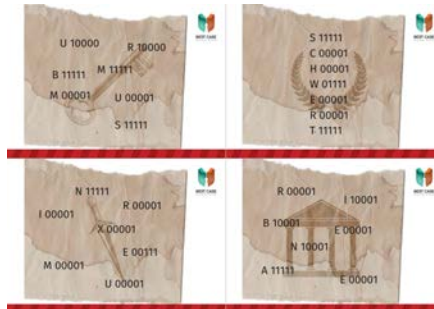 U 10000
R 10000
B 11111
M 11111
M 00001
U 00001
S 11111
S 11111
C 00001
H 00001
W 01111
E 00001
R 00001
T 11111
N 11111
I 00001
R 00001
X 00001
E 00111
M 00001
U 00001
R 00001
I 10001
B 10001
E 00001
N 10001
A 11111
E 00001